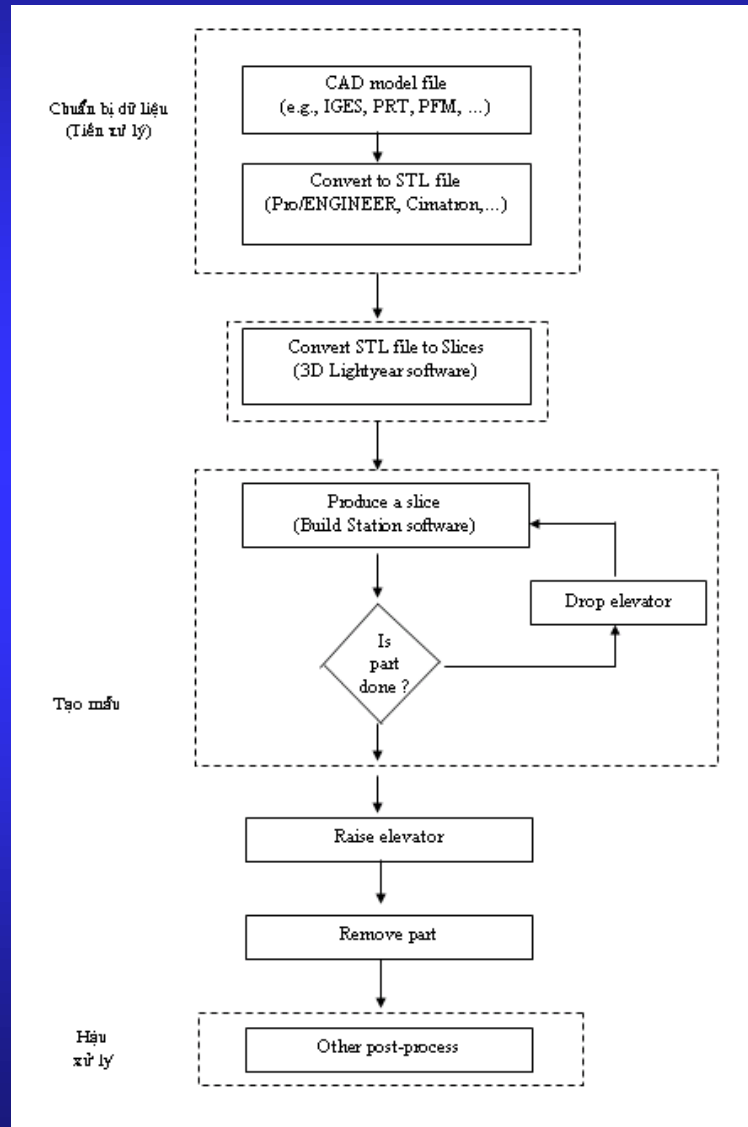 Chuẩn bị dữ liệu
(Tiền xử lý)
CAD model file
(e.g., IGES, PRT, PFM, ...)
Convert to STL file
(Pro/ENGINEER, Cimatron,...)
Convert STL file to Slices
(3D Lightyear software)
Tạo mẫu
Produce a slice
(Build Station software)
Drop elevator
Is
part
done ?
Raise elevator
Remove part
Hậu
xử lý
Other post-process